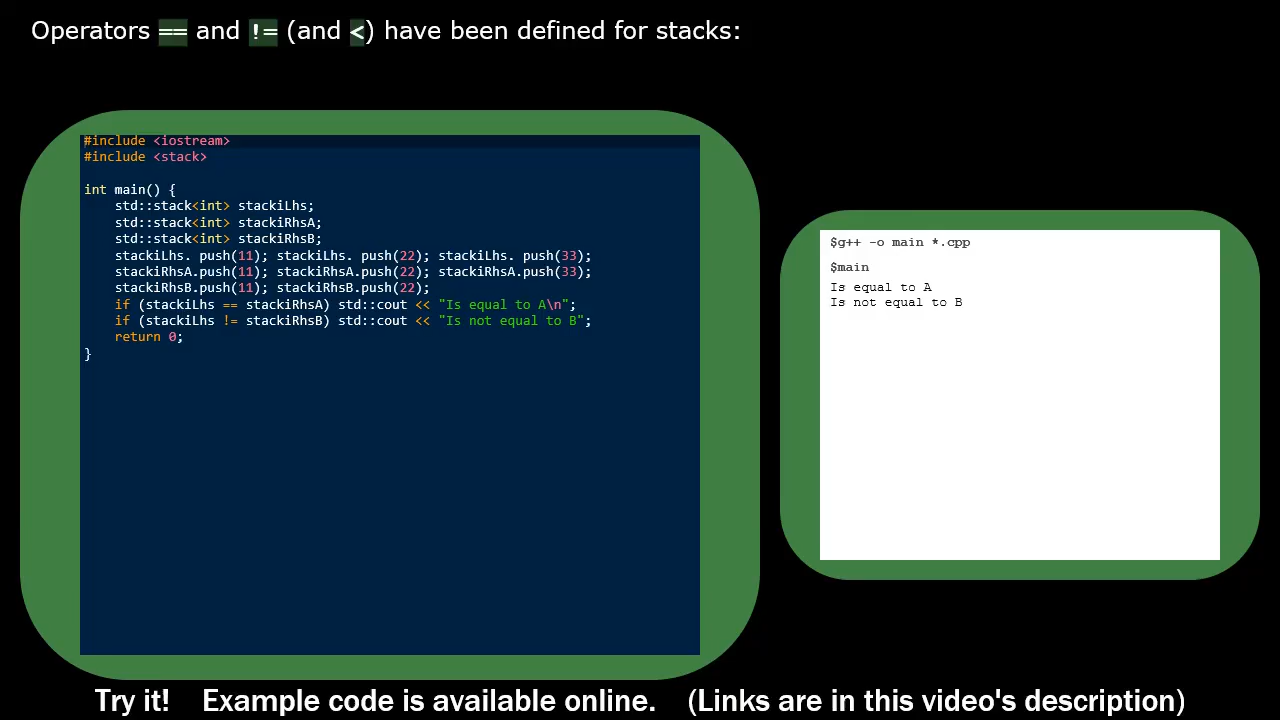 Operators == and != (and <) have been defined for stacks:
#include <iostream>
#include <stack>
int main() {
    std::stack<int> stackiLhs;
    std::stack<int> stackiRhsA;
    std::stack<int> stackiRhsB;
    stackiLhs. push(11); stackiLhs. push(22); stackiLhs. push(33);
    stackiRhsA.push(11); stackiRhsA.push(22); stackiRhsA.push(33);
    stackiRhsB.push(11); stackiRhsB.push(22);
    if (stackiLhs == stackiRhsA) std::cout << "Is equal to A\n";
    if (stackiLhs != stackiRhsB) std::cout << "Is not equal to B";
    return 0;
}
$g++ -o main *.cpp
$main
Is equal to A
Is not equal to B
Try it! Example code is available online. (Links are in this video's description)